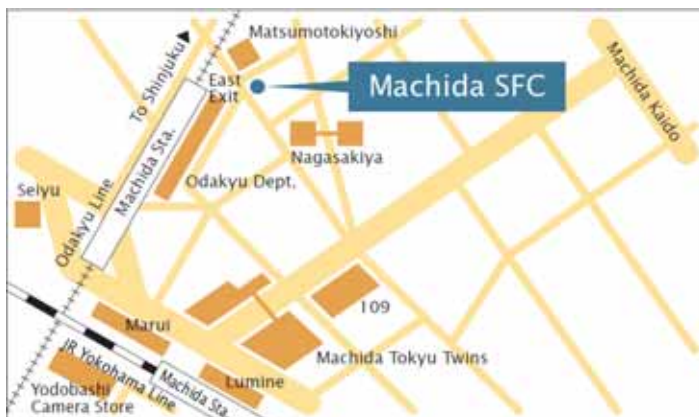 Matsumotokiyoshi
To Shinjuku
East
Exit
Machida SFC
Machida Kaido
Machida Sta.
Nagasakiya
Odakyu Dept.
Seiyu
Odakyu Line
109
Marui
Machida Tokyu Twins
JR Yokohama Line
Machida Sta.
Lumine
Yodobashi
Camera Store